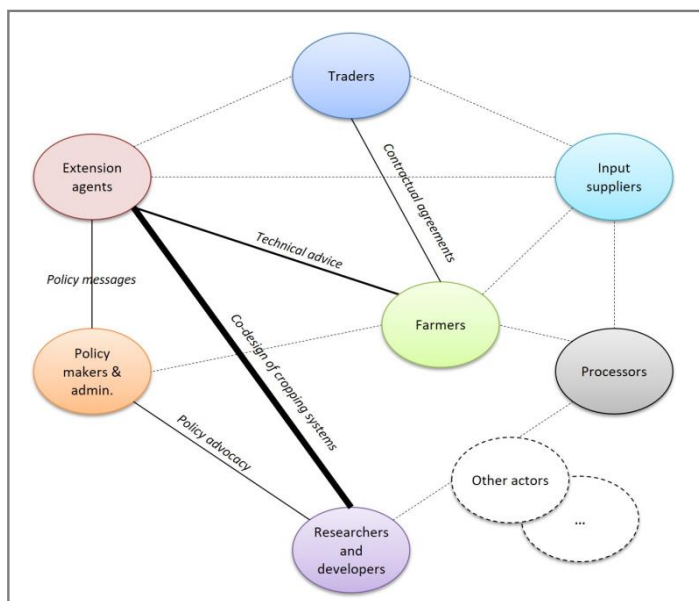 Traders
Extension
agents
Input
suppliers
Contractual agreements
Technical advice
Policy messages
Farmers
Co-design of cropping systems
Policy
makers &
admin.
Processors
Policy advocacy
Other actors
...
Researchers
and
developers